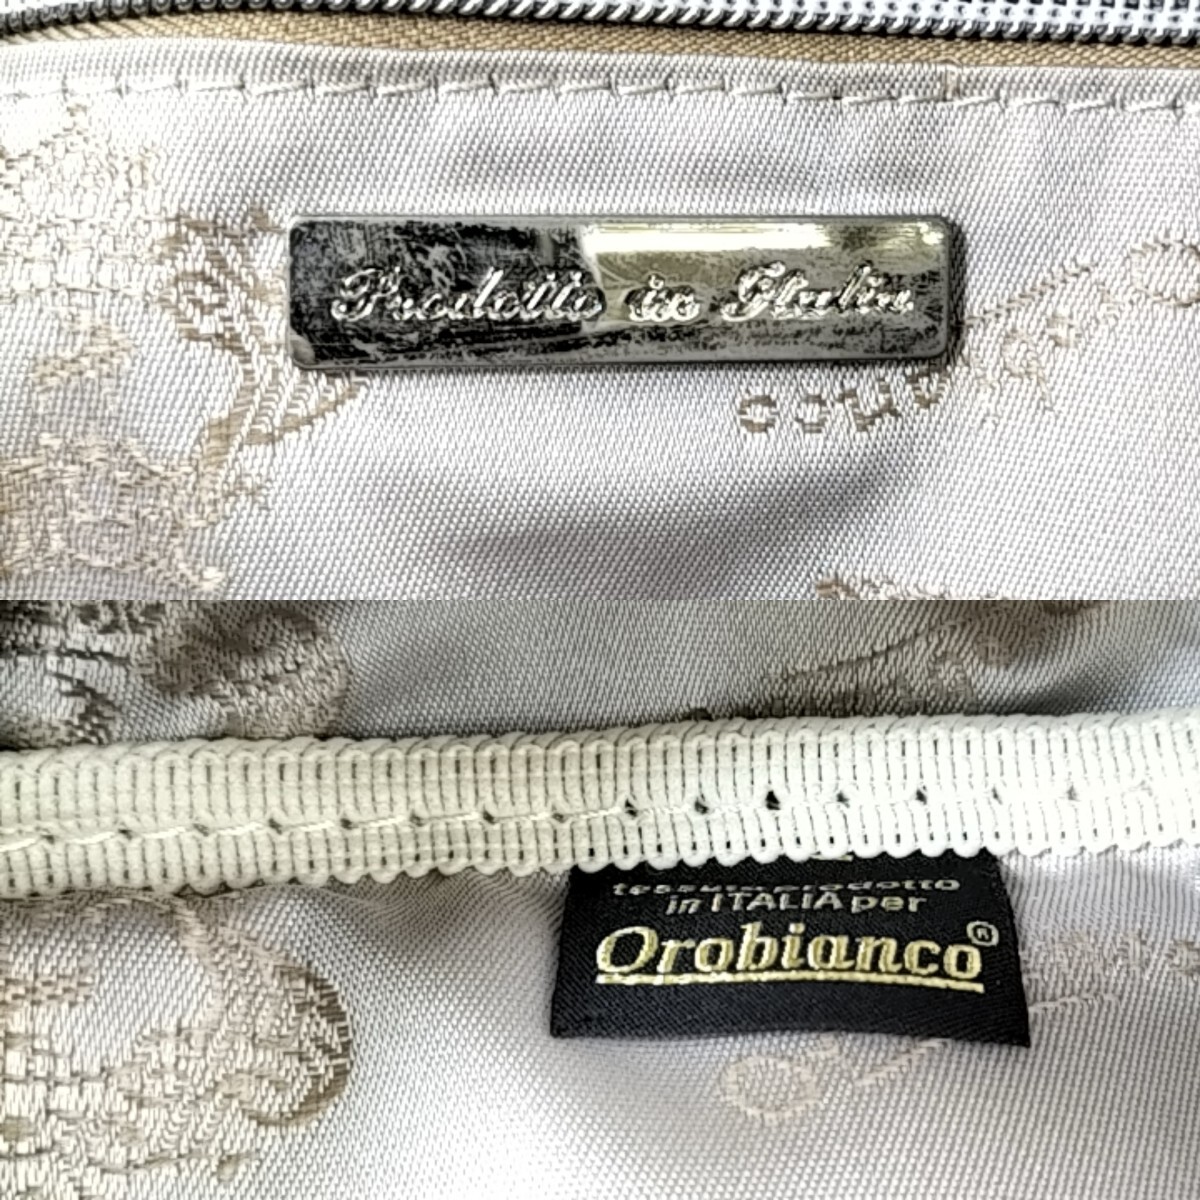 Prodotto in Italia
tessuto prodotto
in ITALIA per
Orobianco®